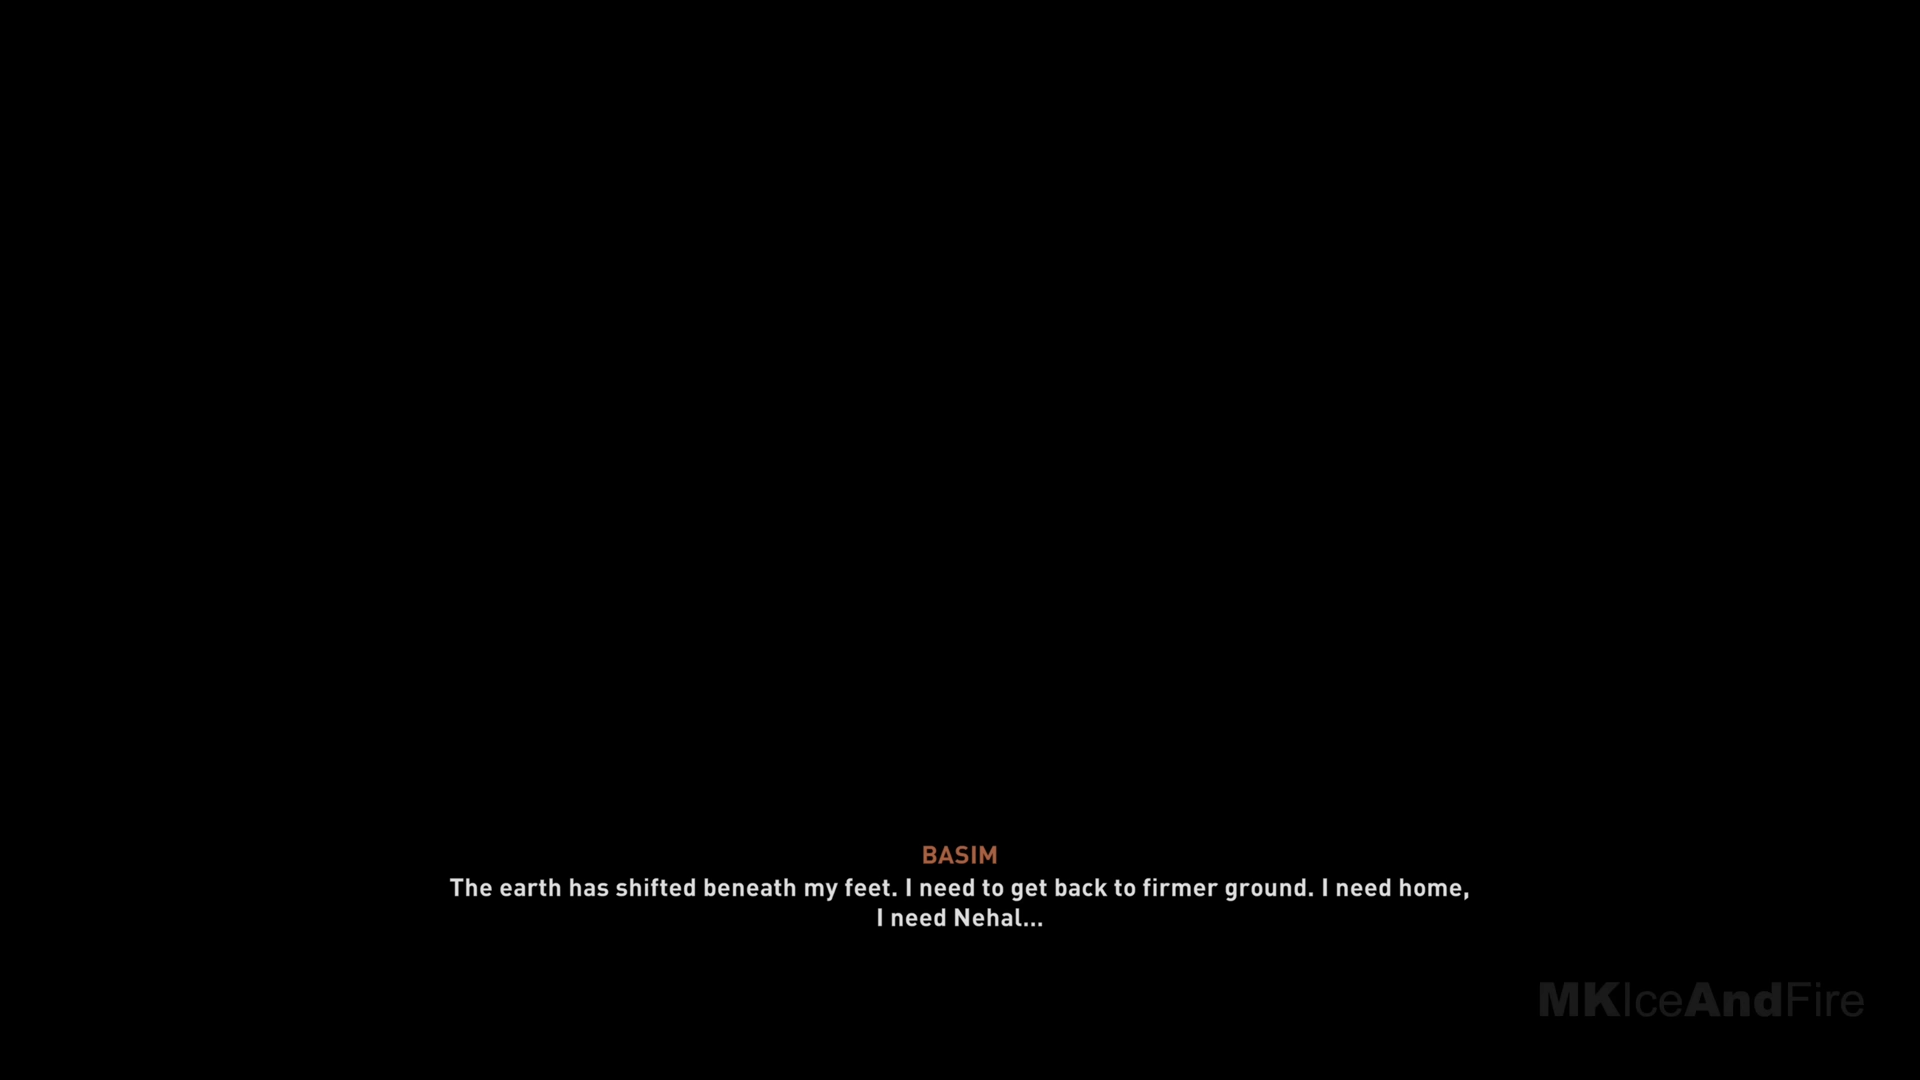 BASIM
The earth has shifted beneath my feet. I need to get back to firmer ground. I need home,
I need Nehal...
MKIceAndFire